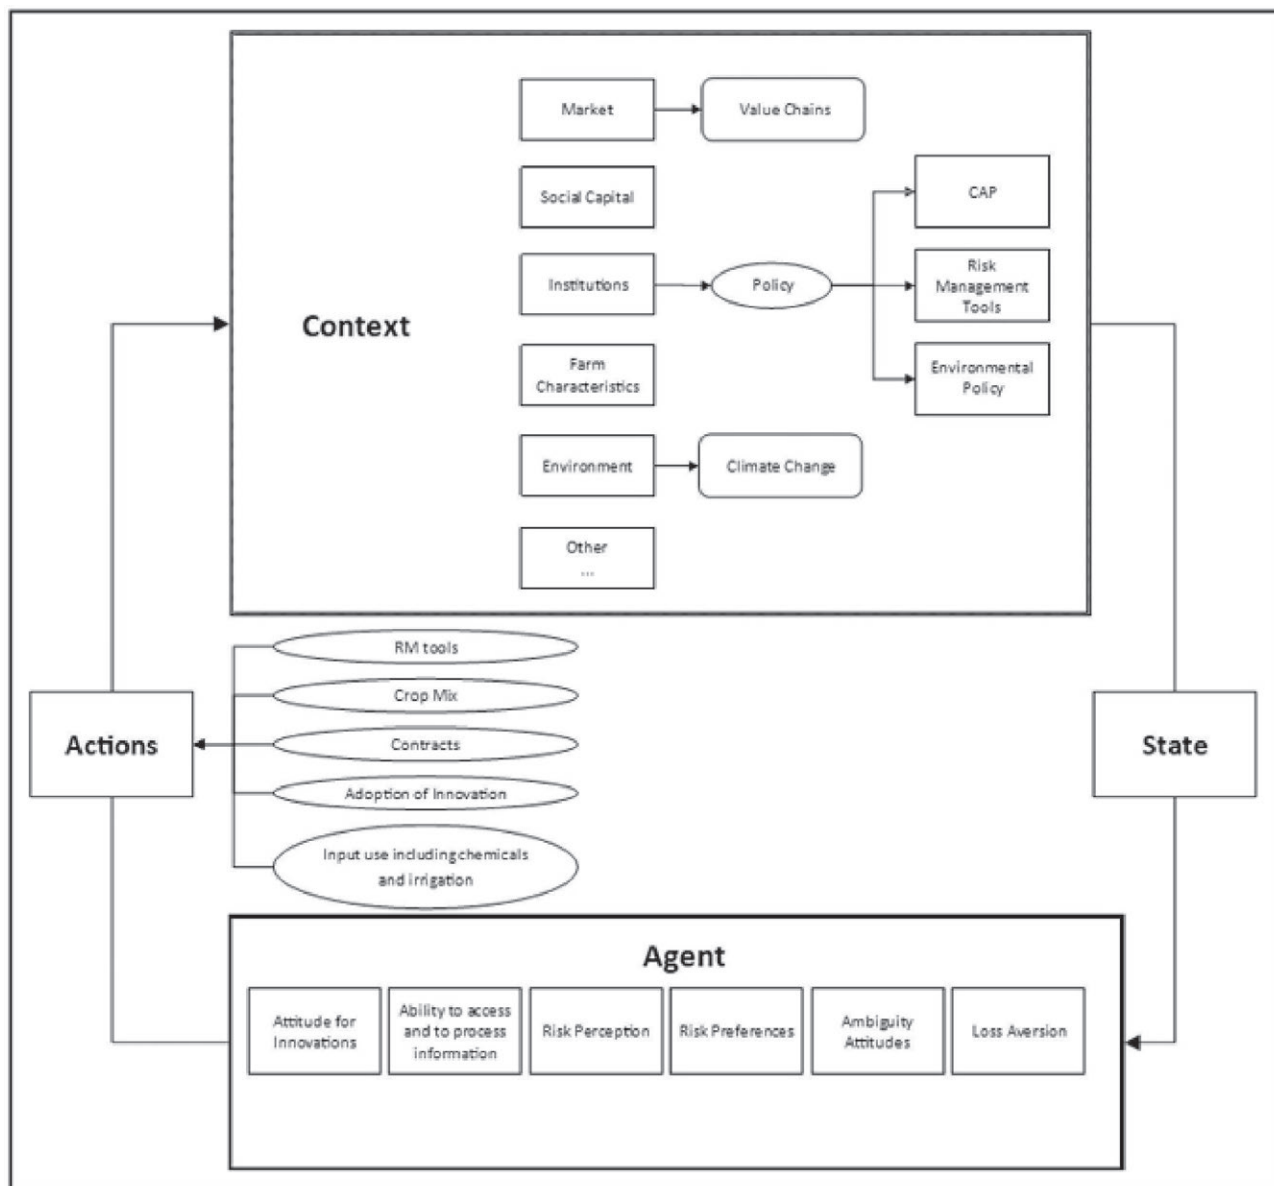 Market
Value Chains
Social Capital
CAP
Institutions
Policy
Risk
Management
Tools
Context
Farm
Characteristics
Environmental
Policy
Environment
Climate Change
Other
...
RM tools
Crop Mix
Contracts
Adoption of Innovation
Input use including chemicals
and irrigation
Actions
State
Agent
Attitude for
Innovations
Ability to access
and to process
information
Risk Perception
Risk Preferences
Ambiguity
Attitudes
Loss Aversion